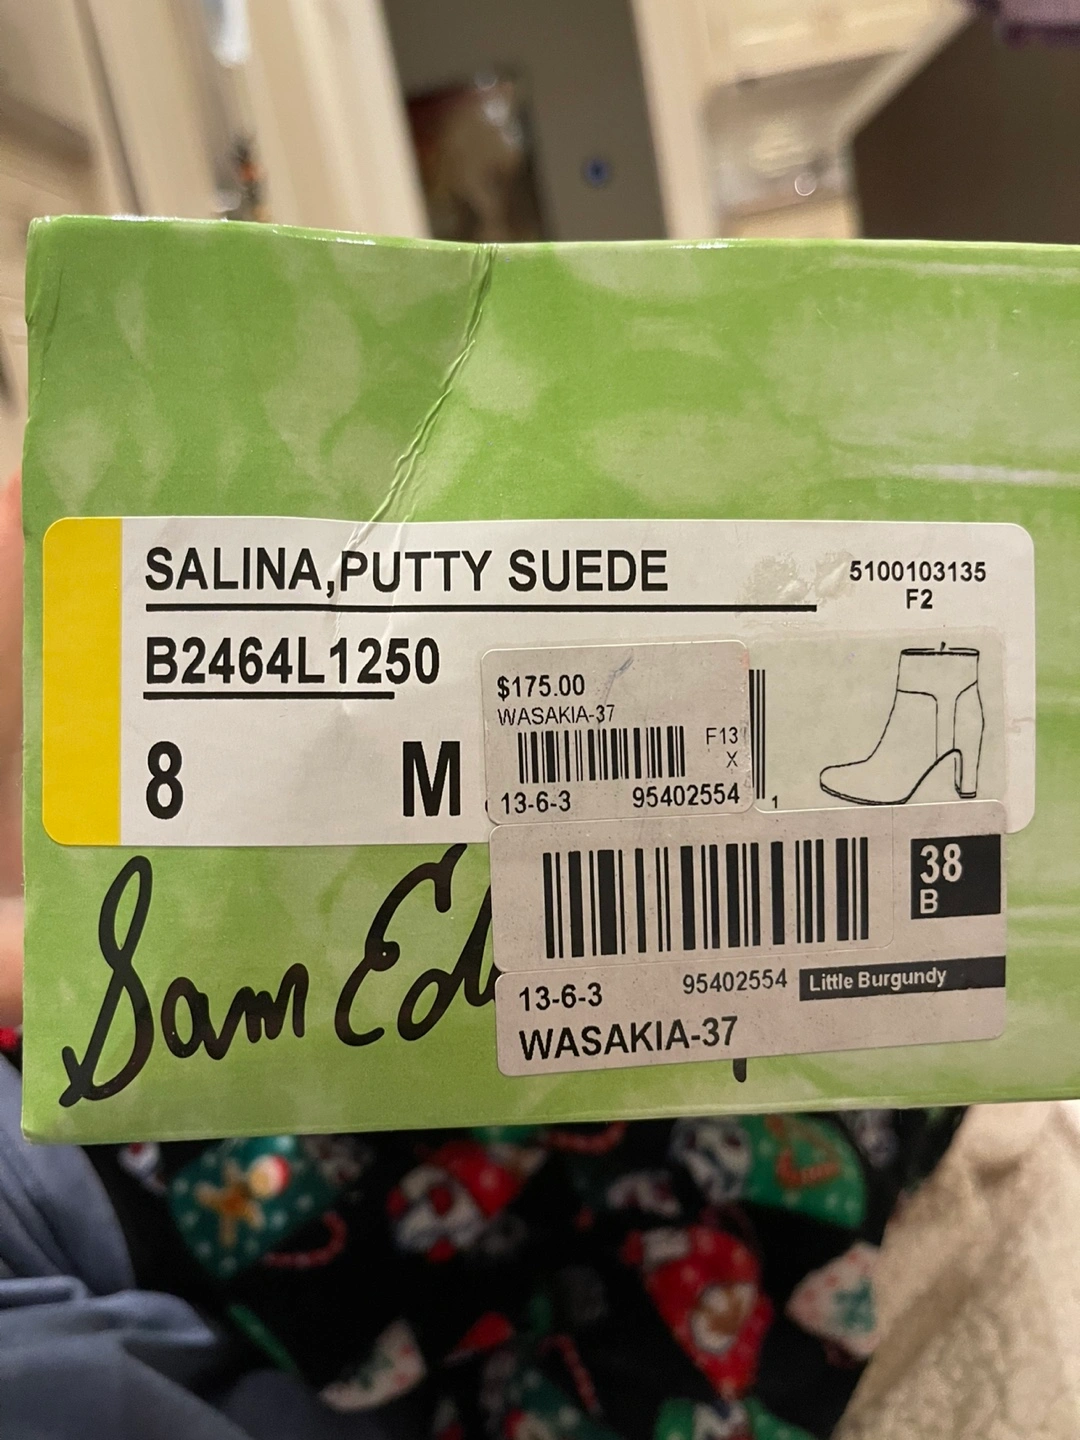 SALINA,PUTTY SUEDE
5100103135
F2
B2464L1250
8 M
$175.00
WASAKIA-37
F13
X
13-6-3 95402554
1
38
B
Sam Ed
13-6-3 95402554 Little Burgundy
WASAKIA-37